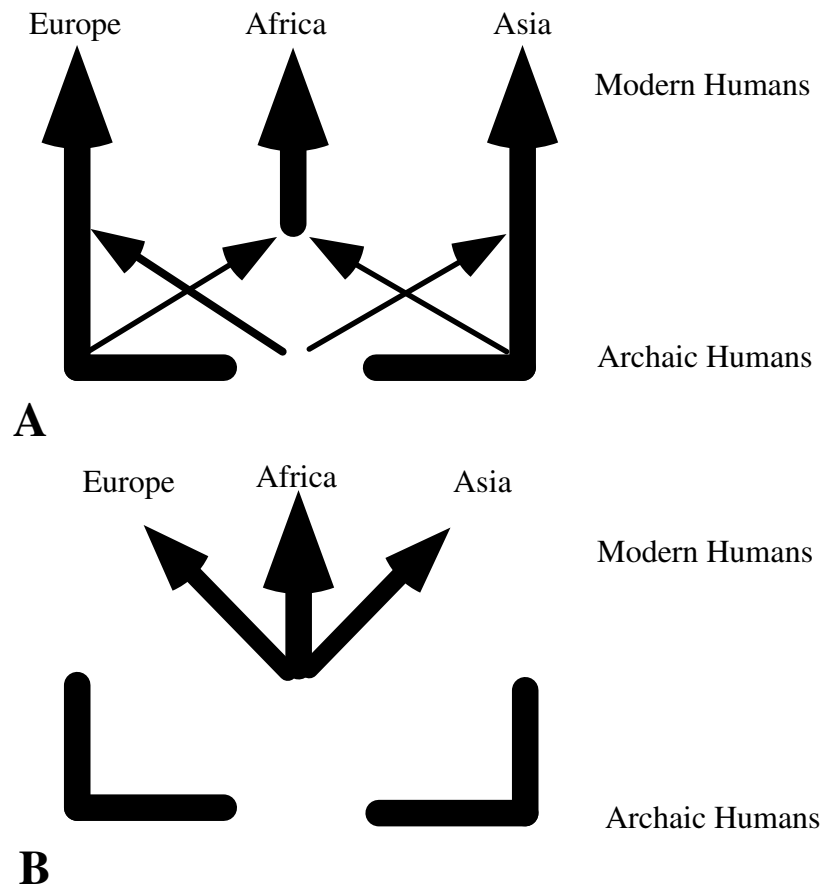 Europe Africa Asia
Modern Humans
Archaic Humans
A
Europe Africa Asia
Modern Humans
Archaic Humans
B